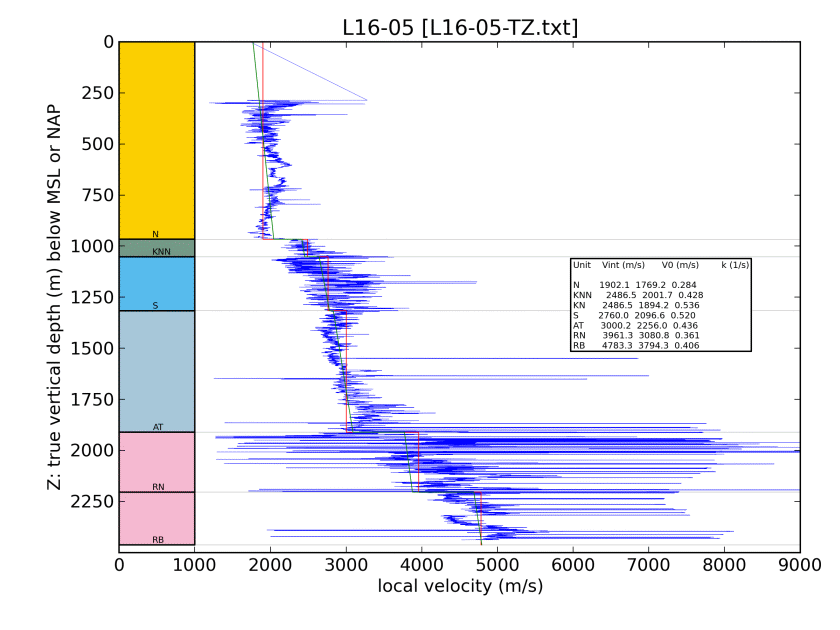 L16-05 [L16-05-TZ.txt]
Z: true vertical depth (m) below MSL or NAP
0
250
500
750
1000
1250
1500
1750
2000
2250
N
KNN
S
AT
RN
RB
Unit Vint (m/s) V0 (m/s) k (1/s)
N 1902.1 1769.2 0.284
KNN 2486.5 2001.7 0.428
KN 2486.5 1894.2 0.536
S 2760.0 2096.6 0.520
AT 3000.2 2256.0 0.436
RN 3961.3 3080.8 0.361
RB 4783.3 3794.3 0.406
0 1000 2000 3000 4000 5000 6000 7000 8000 9000
local velocity (m/s)